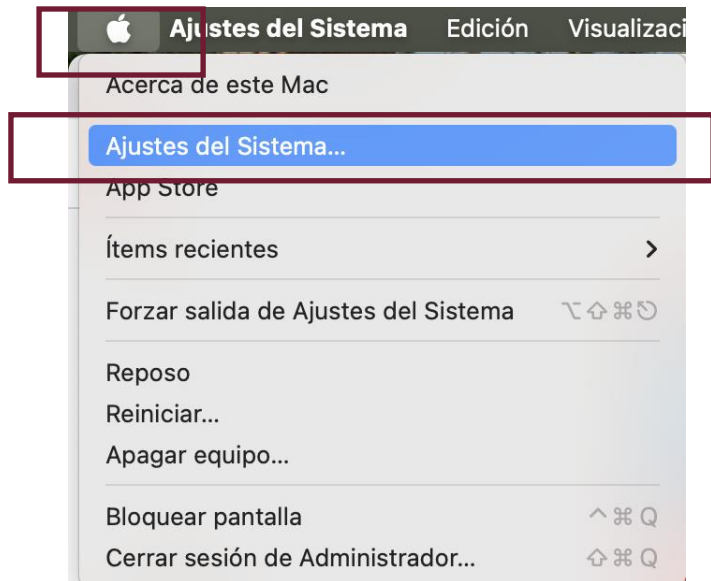 Ajustes del Sistema Edición Visualizaci
Acerca de este Mac
Ajustes del Sistema...
App Store
Ítems recientes
Forzar salida de Ajustes del Sistema ⌥⇧⌘⎋
Reposo
Reiniciar...
Apagar equipo...
Bloquear pantalla ^⌘Q
Cerrar sesión de Administrador... ⇧⌘Q